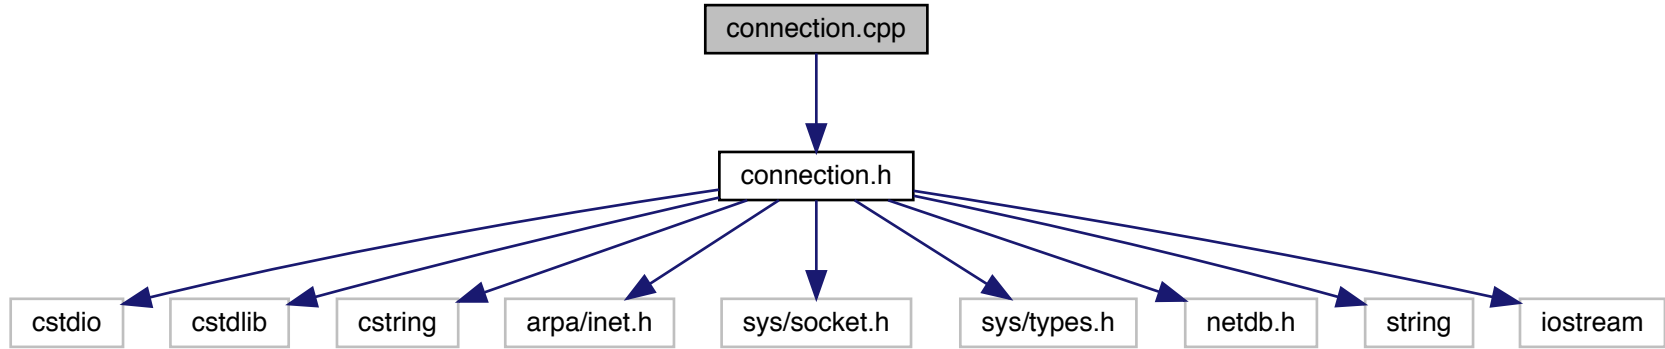 connection.cpp
connection.h
cstdio
cstdlib
cstring
arpa/inet.h
sys/socket.h
sys/types.h
netdb.h
string
iostream